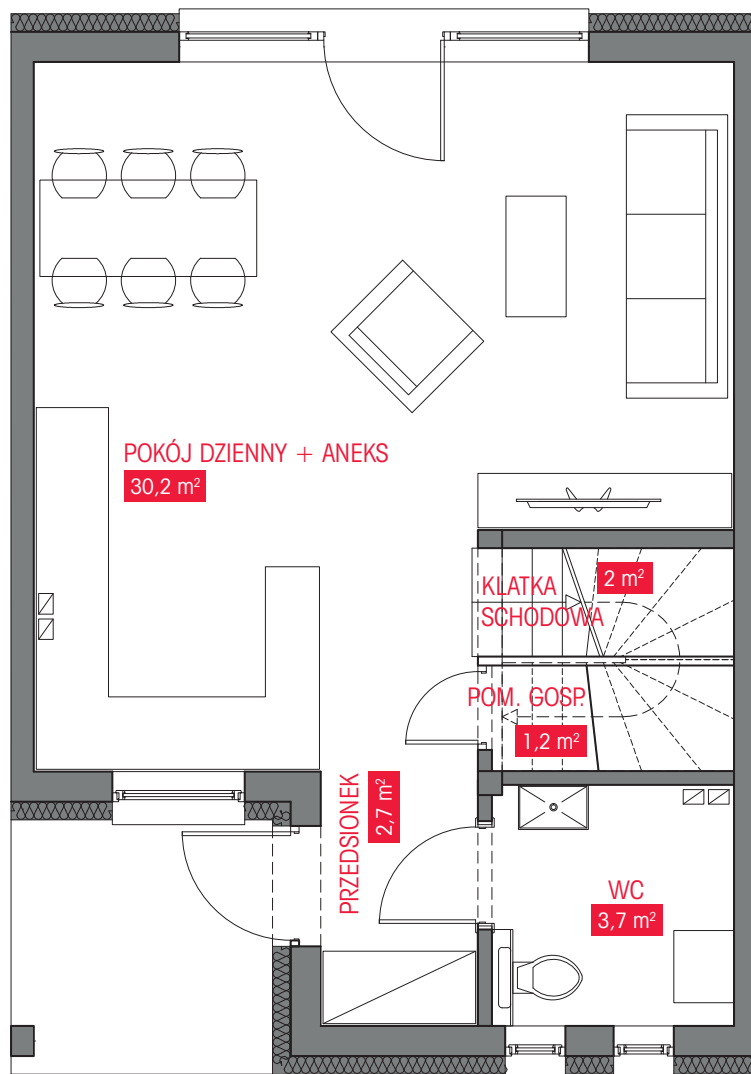 POKÓJ DZIENNY + ANEKS
30,2 m²
KLATKA
SCHODOWA
2 m²
POM. GOSP.
1,2 m²
PRZEDSIONEK
2,7 m²
WC
3,7 m²